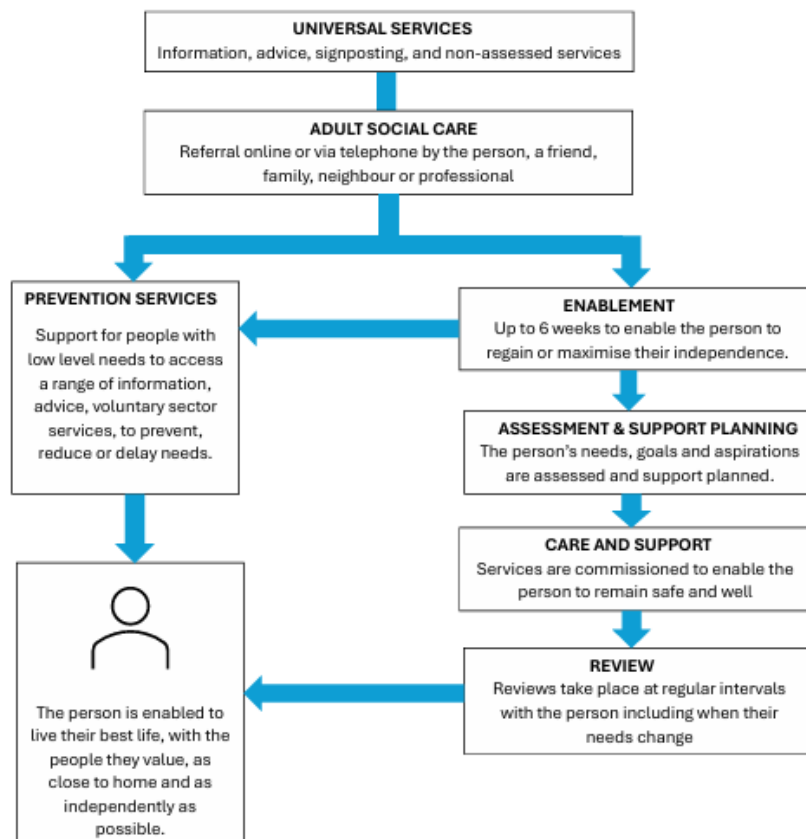 UNIVERSAL SERVICES
Information, advice, signposting, and non-assessed services
ADULT SOCIAL CARE
Referral online or via telephone by the person, a friend,
family, neighbour or professional
PREVENTION SERVICES
Support for people with
low level needs to access
a range of information,
advice, voluntary sector
services, to prevent,
reduce or delay needs.
ENABLEMENT
Up to 6 weeks to enable the person to
regain or maximise their independence.
ASSESSMENT & SUPPORT PLANNING
The person’s needs, goals and aspirations
are assessed and support planned.
CARE AND SUPPORT
Services are commissioned to enable the
person to remain safe and well
REVIEW
Reviews take place at regular intervals
with the person including when their
needs change
The person is enabled to
live their best life, with the
people they value, as
close to home and as
independently as
possible.